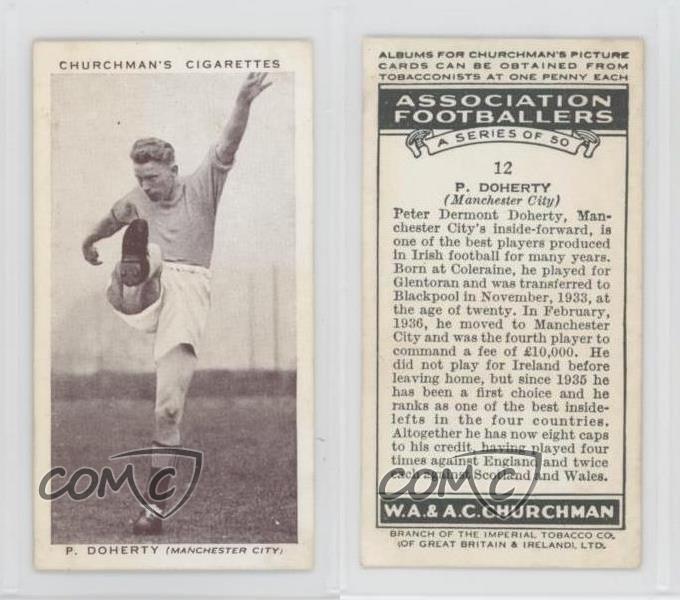 CHURCHMAN'S CIGARETTES
P. DOHERTY (MANCHESTER CITY)
ALBUMS FOR CHURCHMAN'S PICTURE
CARDS CAN BE OBTAINED FROM
TOBACCONISTS AT ONE PENNY EACH
ASSOCIATION
FOOTBALLERS
A SERIES OF 50
12
P. DOHERTY
(Manchester City)
Peter Dermont Doherty, Man-
chester City's inside-forward, is
one of the best players produced
in Irish football for many years.
Born at Coleraine, he played for
Glentoran and was transferred to
Blackpool in November, 1933, at
the age of twenty. In February,
1936, he moved to Manchester
City and was the fourth player to
command a fee of £10,000. He
did not play for Ireland before
leaving home, but since 1935 he
has been a first choice and he
ranks as one of the best inside-
lefts in the four countries.
Altogether he has now eight caps
to his credit, having played four
times against England and twice
each against Scotland and Wales.
W.A. & A.C. CHURCHMAN
BRANCH OF THE IMPERIAL TOBACCO CO.
(OF GREAT BRITAIN & IRELAND), LTD.
COMC
COMC